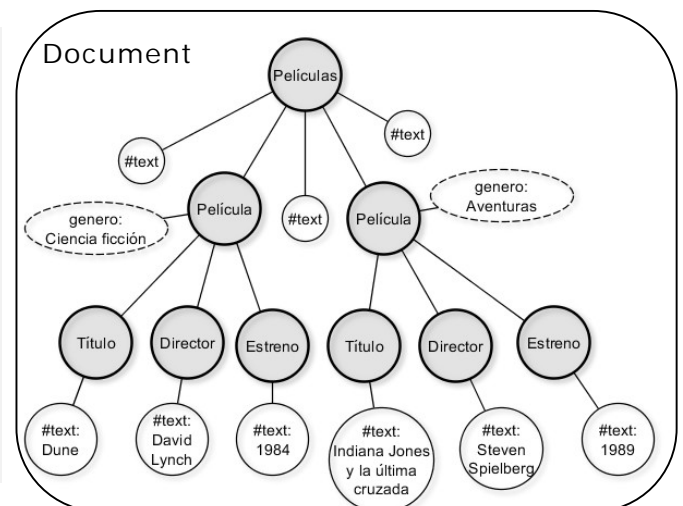 Document
Películas
#text
#text
genero:
Aventuras
Película
#text
Película
genero:
Ciencia ficción
Título
Director
Estreno
Título
Director
Estreno
#text:
Dune
#text:
David
Lynch
#text:
1984
#text:
Indiana Jones
y la última
cruzada
#text:
Steven
Spielberg
#text:
1989